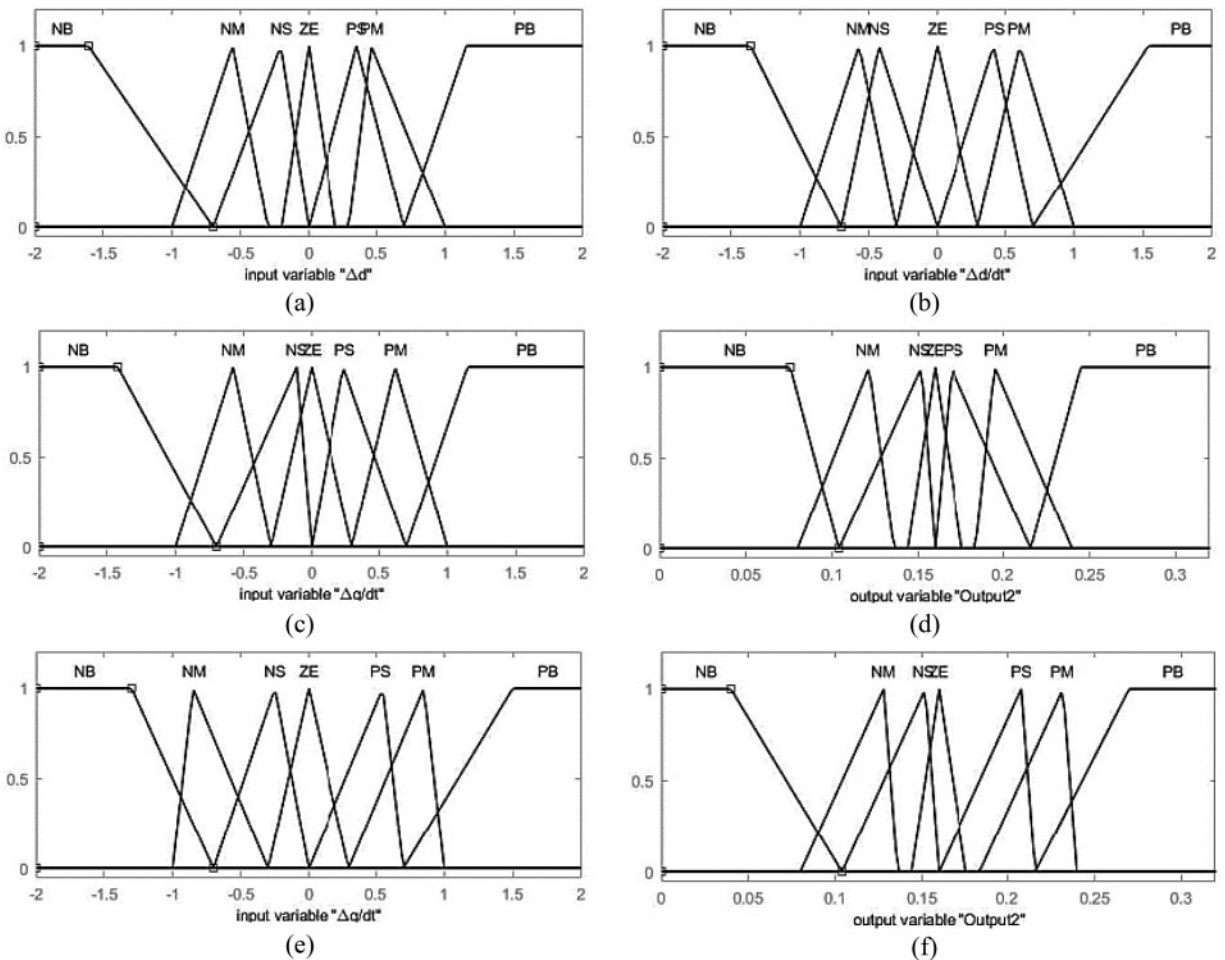 NB NM NS ZE PS PM PB
1
0.5
0
-2 -1.5 -1 -0.5 0 0.5 1 1.5 2
input variable "Δd"
(a)
NB NM NS ZE PS PM PB
1
0.5
0
-2 -1.5 -1 -0.5 0 0.5 1 1.5 2
input variable "Δd/dt"
(b)
NB NM NS ZE PS PM PB
1
0.5
0
-2 -1.5 -1 -0.5 0 0.5 1 1.5 2
input variable "Δq/dt"
(c)
NB NM NS ZE PS PM PB
1
0.5
0
0 0.05 0.1 0.15 0.2 0.25 0.3
output variable "Output2"
(d)
NB NM NS ZE PS PM PB
1
0.5
0
-2 -1.5 -1 -0.5 0 0.5 1 1.5 2
input variable "Δq/dt"
(e)
NB NM NS ZE PS PM PB
1
0.5
0
0 0.05 0.1 0.15 0.2 0.25 0.3
output variable "Output2"
(f)